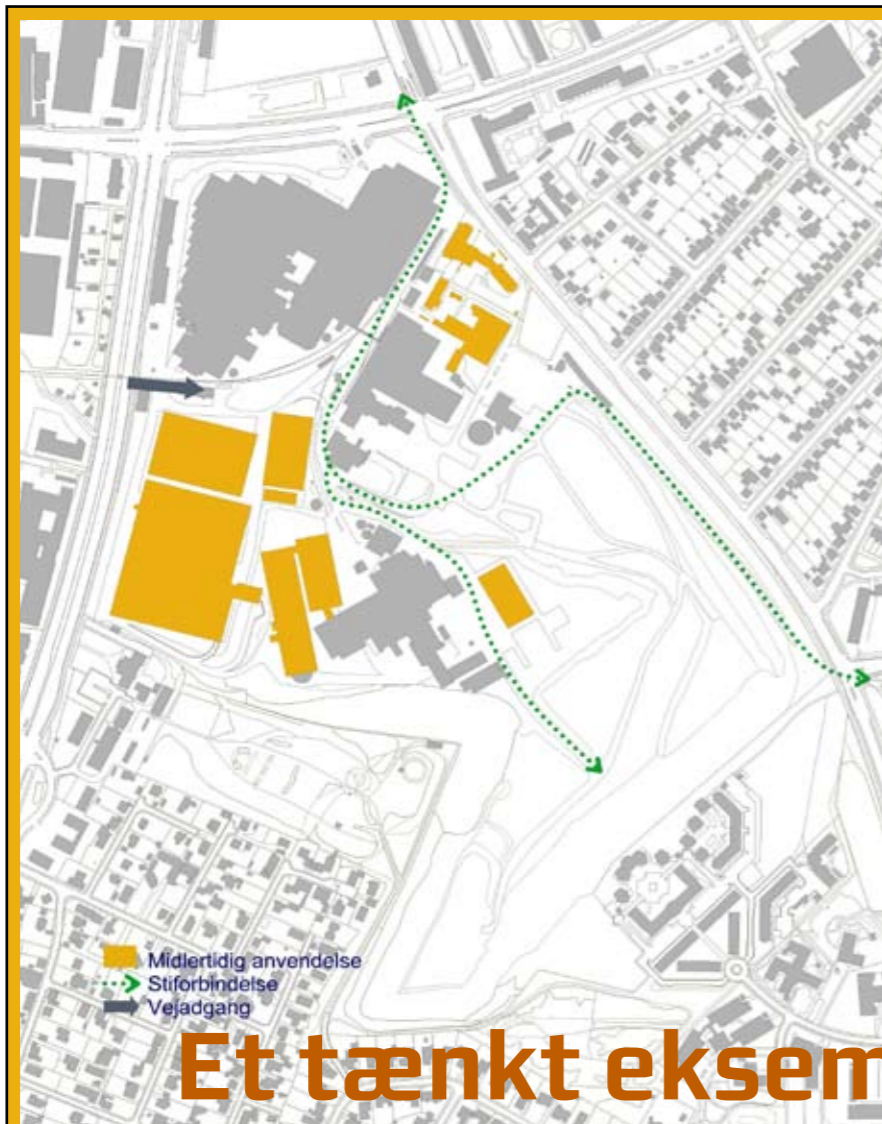 Midlertidig anvendelse
Stiforbindelse
Vejadgang
Et tænkt eksem